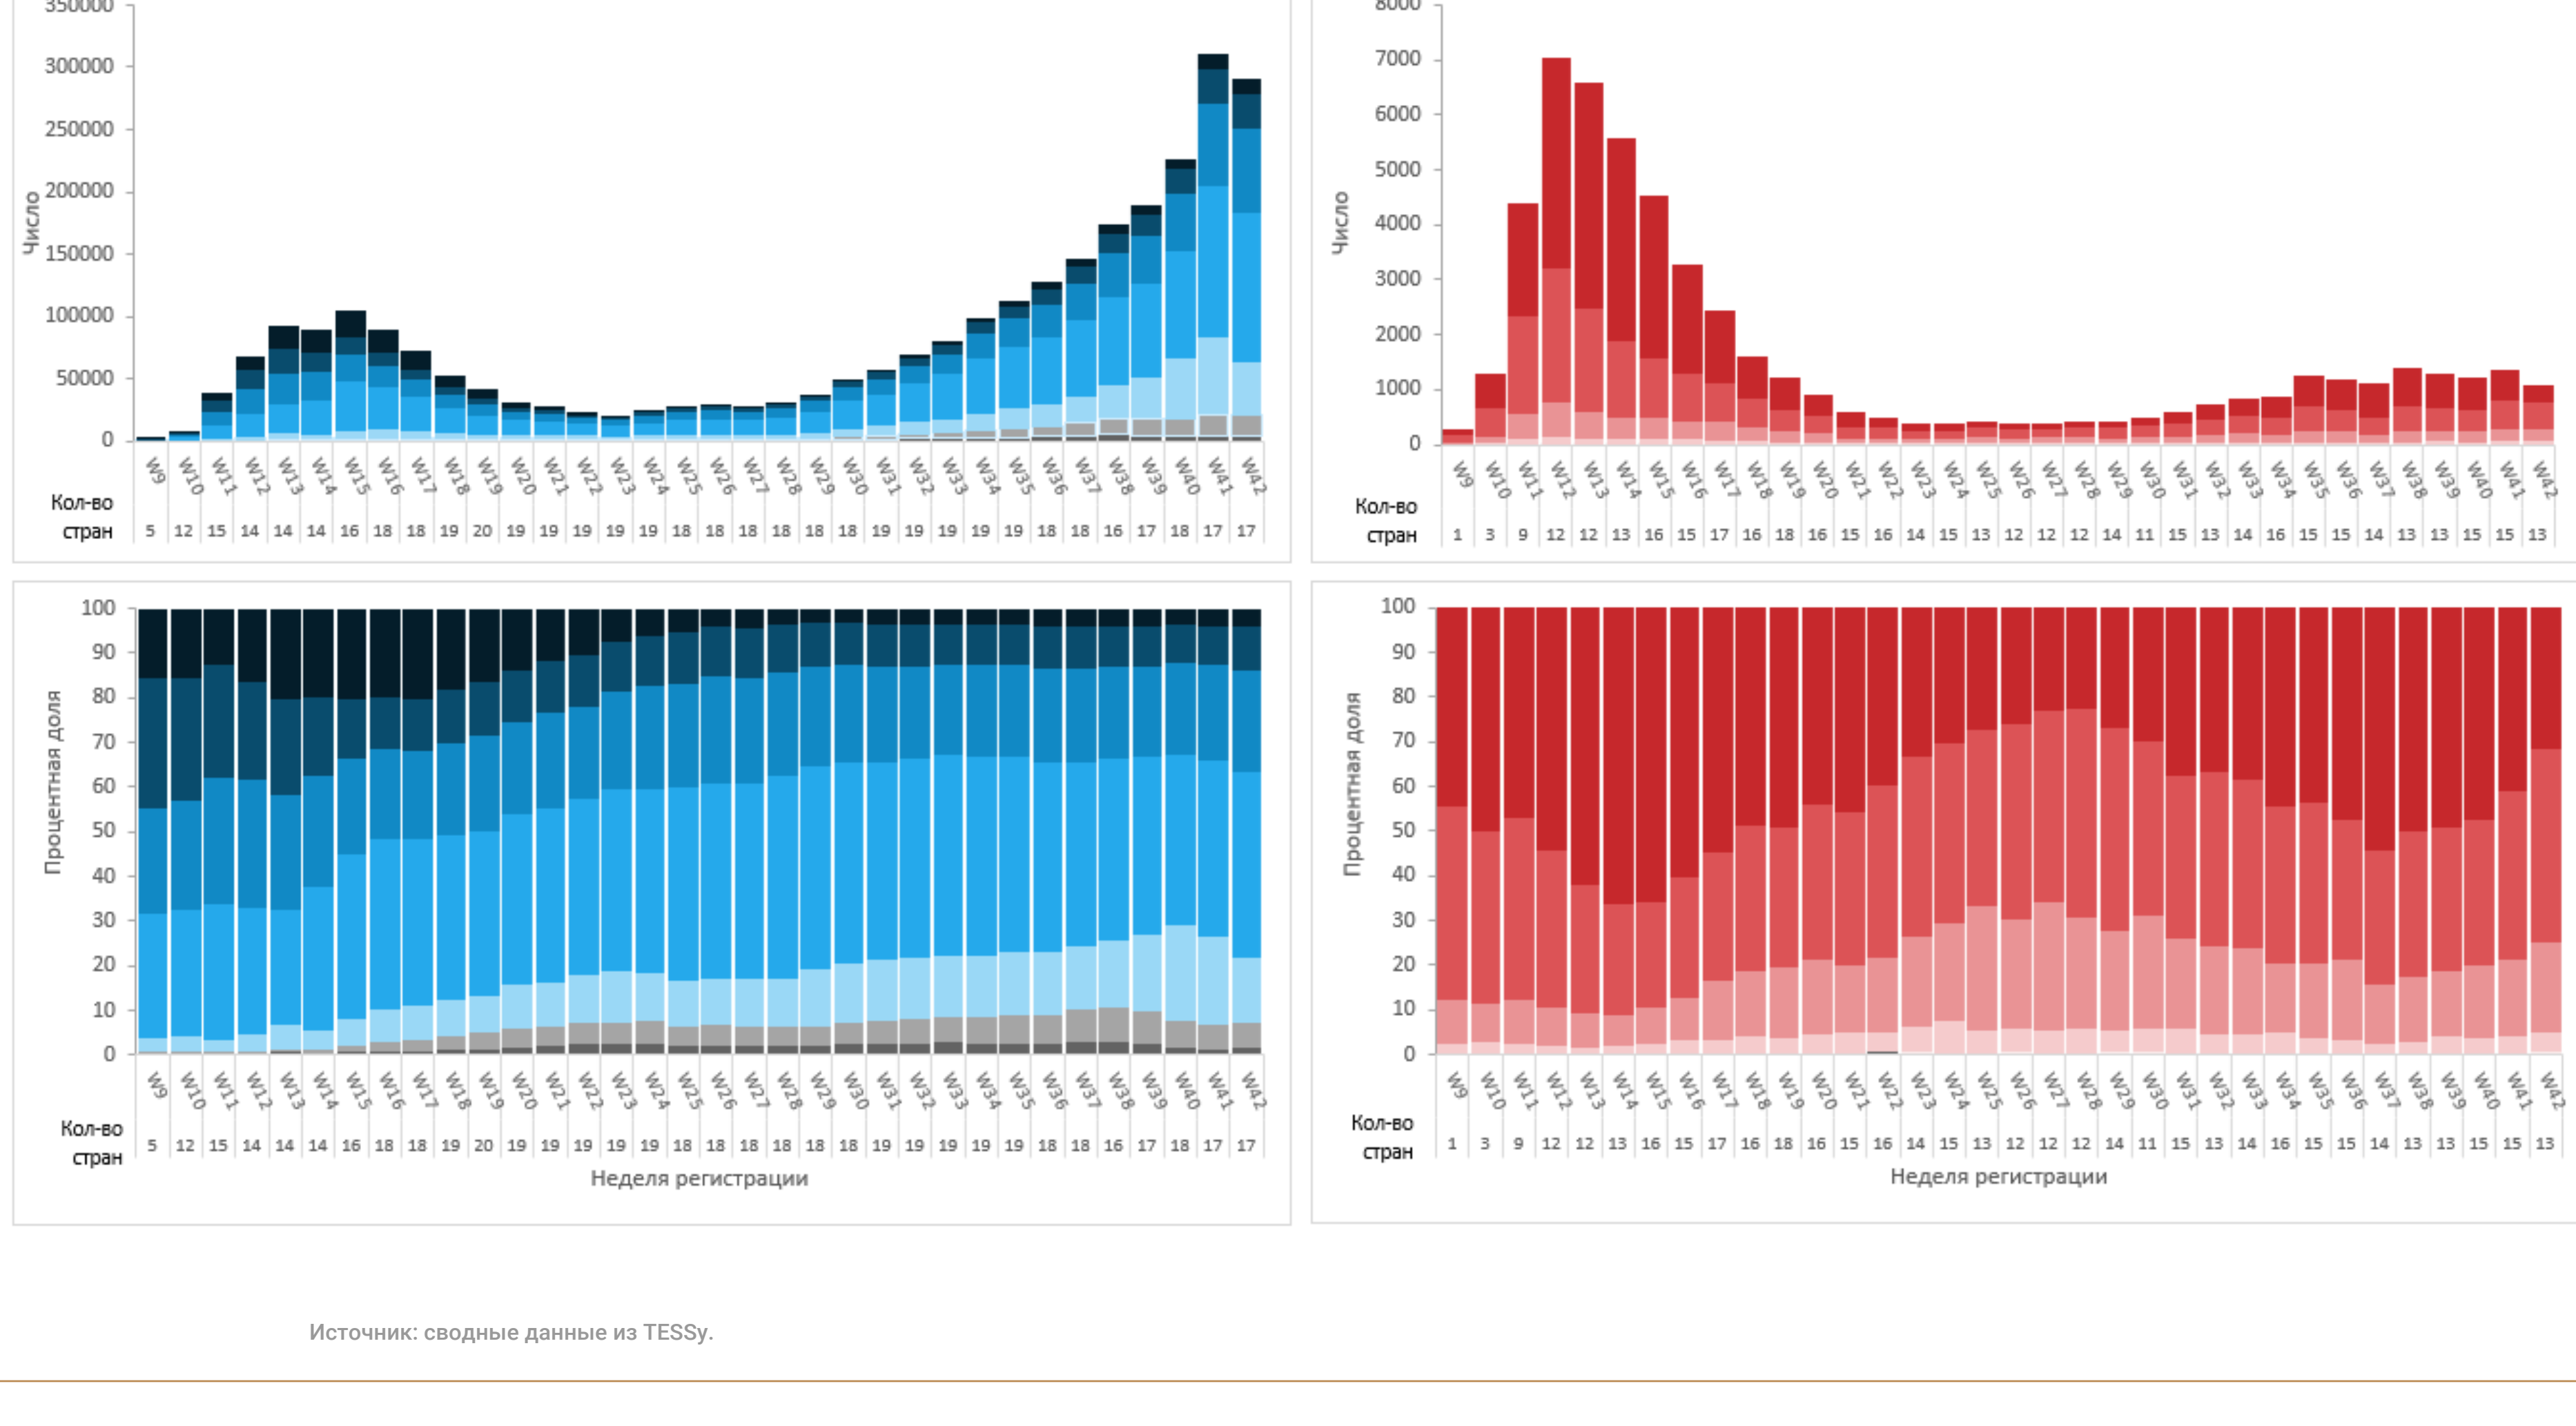 350000
300000
250000
200000
150000
100000
50000
0
Число
W9 W10 W11 W12 W13 W14 W15 W16 W17 W18 W19 W20 W21 W22 W23 W24 W25 W26 W27 W28 W29 W30 W31 W32 W33 W34 W35 W36 W37 W38 W39 W40 W41 W42
Кол-во
стран 5 12 15 14 14 14 16 18 18 19 20 19 19 19 19 19 18 18 18 18 18 18 19 19 19 19 19 18 18 16 17 18 17 17
8000
7000
6000
5000
4000
3000
2000
1000
0
Число
W9 W10 W11 W12 W13 W14 W15 W16 W17 W18 W19 W20 W21 W22 W23 W24 W25 W26 W27 W28 W29 W30 W31 W32 W33 W34 W35 W36 W37 W38 W39 W40 W41 W42
Кол-во
стран 1 3 9 12 12 13 16 15 17 16 18 16 15 16 14 15 13 12 12 12 14 11 15 13 14 16 15 15 14 13 13 15 15 13
100
90
80
70
60
50
40
30
20
10
0
Процентная доля
W9 W10 W11 W12 W13 W14 W15 W16 W17 W18 W19 W20 W21 W22 W23 W24 W25 W26 W27 W28 W29 W30 W31 W32 W33 W34 W35 W36 W37 W38 W39 W40 W41 W42
Кол-во
стран 5 12 15 14 14 14 16 18 18 19 20 19 19 19 19 19 18 18 18 18 18 18 19 19 19 19 19 18 18 16 17 18 17 17
Неделя регистрации
100
90
80
70
60
50
40
30
20
10
0
Процентная доля
W9 W10 W11 W12 W13 W14 W15 W16 W17 W18 W19 W20 W21 W22 W23 W24 W25 W26 W27 W28 W29 W30 W31 W32 W33 W34 W35 W36 W37 W38 W39 W40 W41 W42
Кол-во
стран 1 3 9 12 12 13 16 15 17 16 18 16 15 16 14 15 13 12 12 12 14 11 15 13 14 16 15 15 14 13 13 15 15 13
Неделя регистрации
Источник: сводные данные из TESSy.